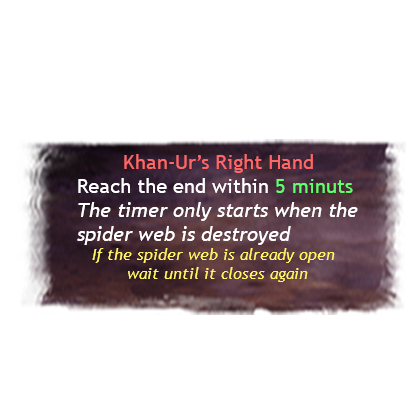 Khan-Ur’s Right Hand
Reach the end within 5 minuts
The timer only starts when the
spider web is destroyed
If the spider web is already open
wait until it closes again